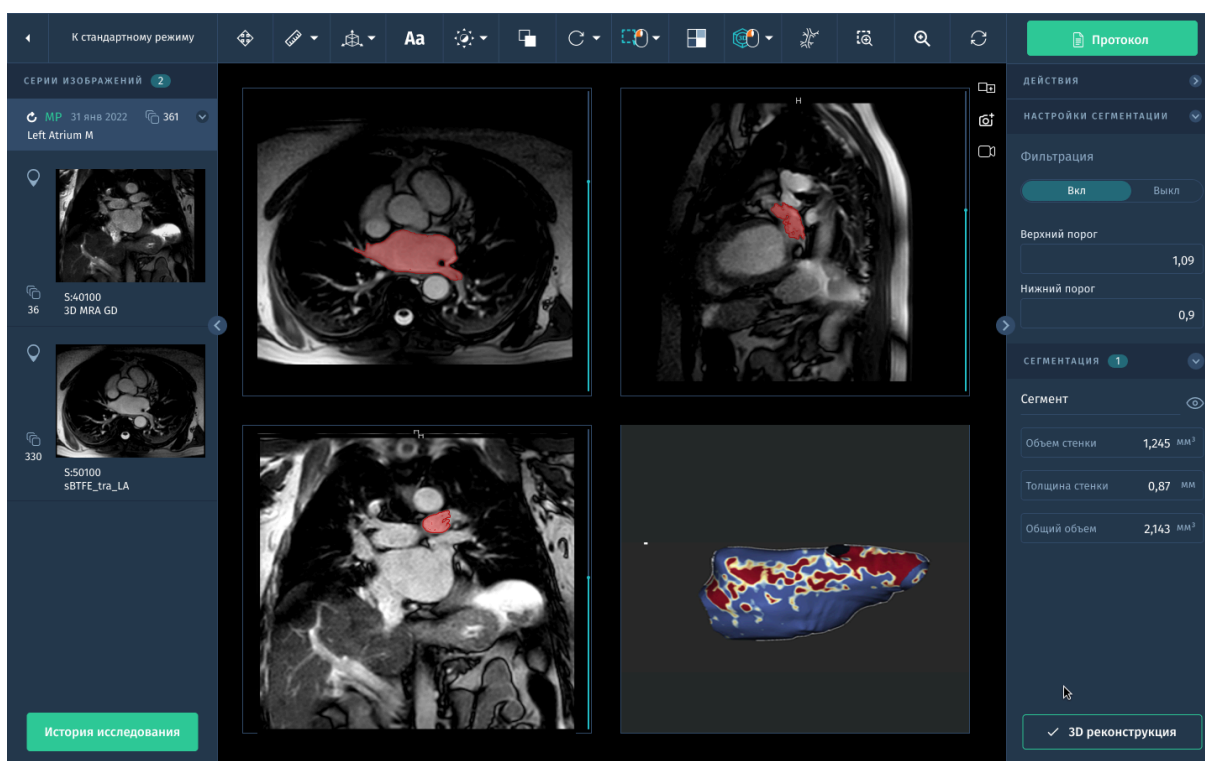 К стандартному режиму
Aa
3D
Протокол
СЕРИИ ИЗОБРАЖЕНИЙ 2
МР 31 янв 2022 361
Left Atrium M
36
S:40100
3D MRA GD
330
S:50100
sBTFE_tra_LA
История исследования
H
ДЕЙСТВИЯ
НАСТРОЙКИ СЕГМЕНТАЦИИ
Фильтрация
Вкл Выкл
Верхний порог
1,09
Нижний порог
0,9
СЕГМЕНТАЦИЯ 1
Сегмент
Объем стенки 1,245 мм³
Толщина стенки 0,87 мм
Общий объем 2,143 мм³
3D реконструкция